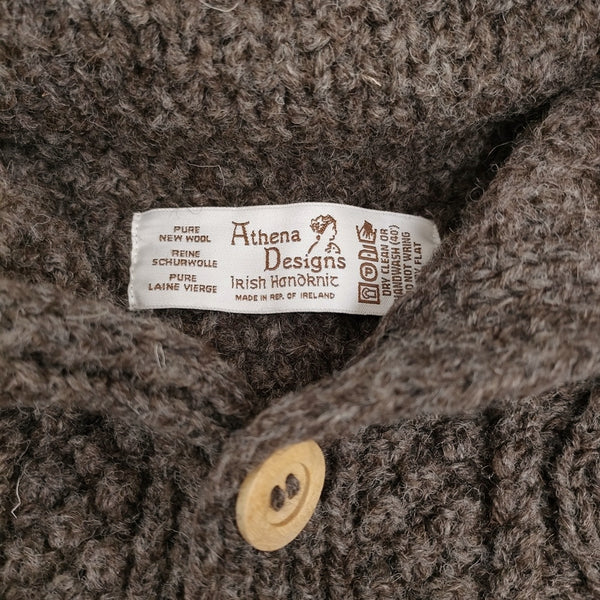 PURE
NEW WOOL
REINE
SCHURWOLLE
PURE
LAINE VIERGE
Athena
Designs
Irish Handknit
MADE IN REP. OF IRELAND
DRY CLEAN OR
HANDWASH (40)
DO NOT WRING
FLAT